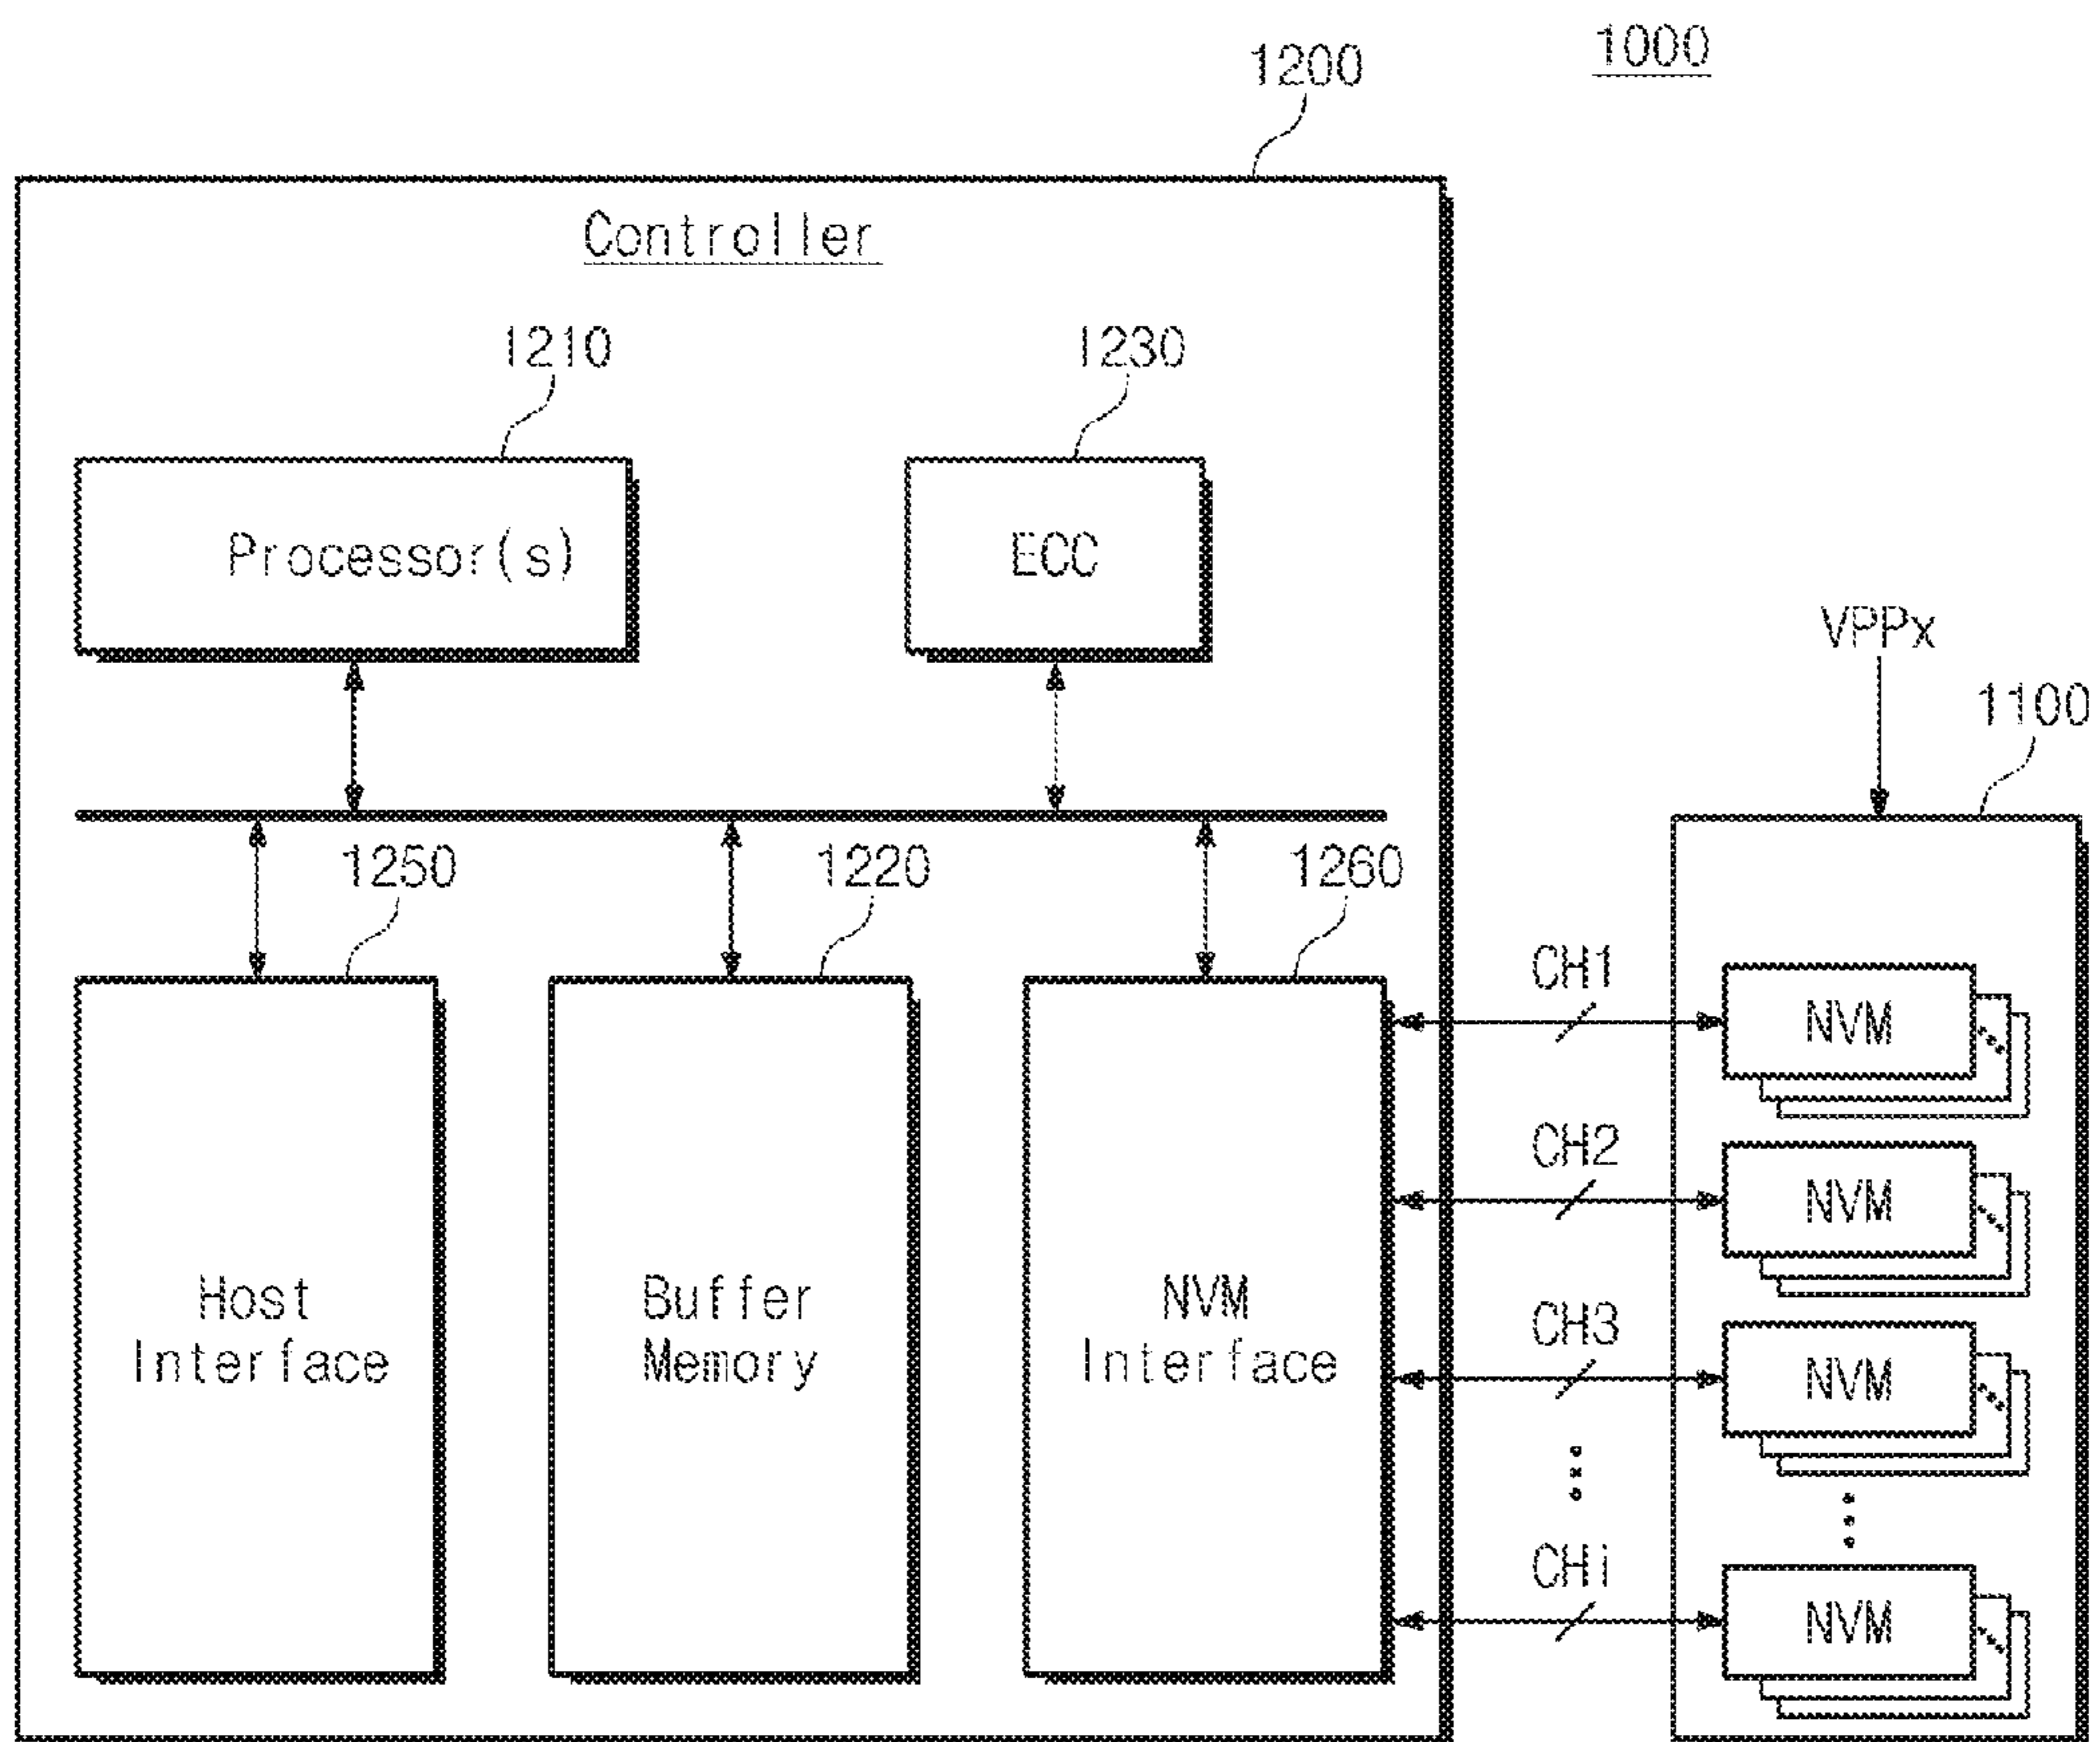 1000
1200
Controller
1210
1230
Processor(s)
ECC
VPPx
1100
1250
1220
1260
CH1
NVM
CH2
NVM
Host
Interface
Buffer
Memory
NVM
Interface
CH3
NVM
CHi
NVM